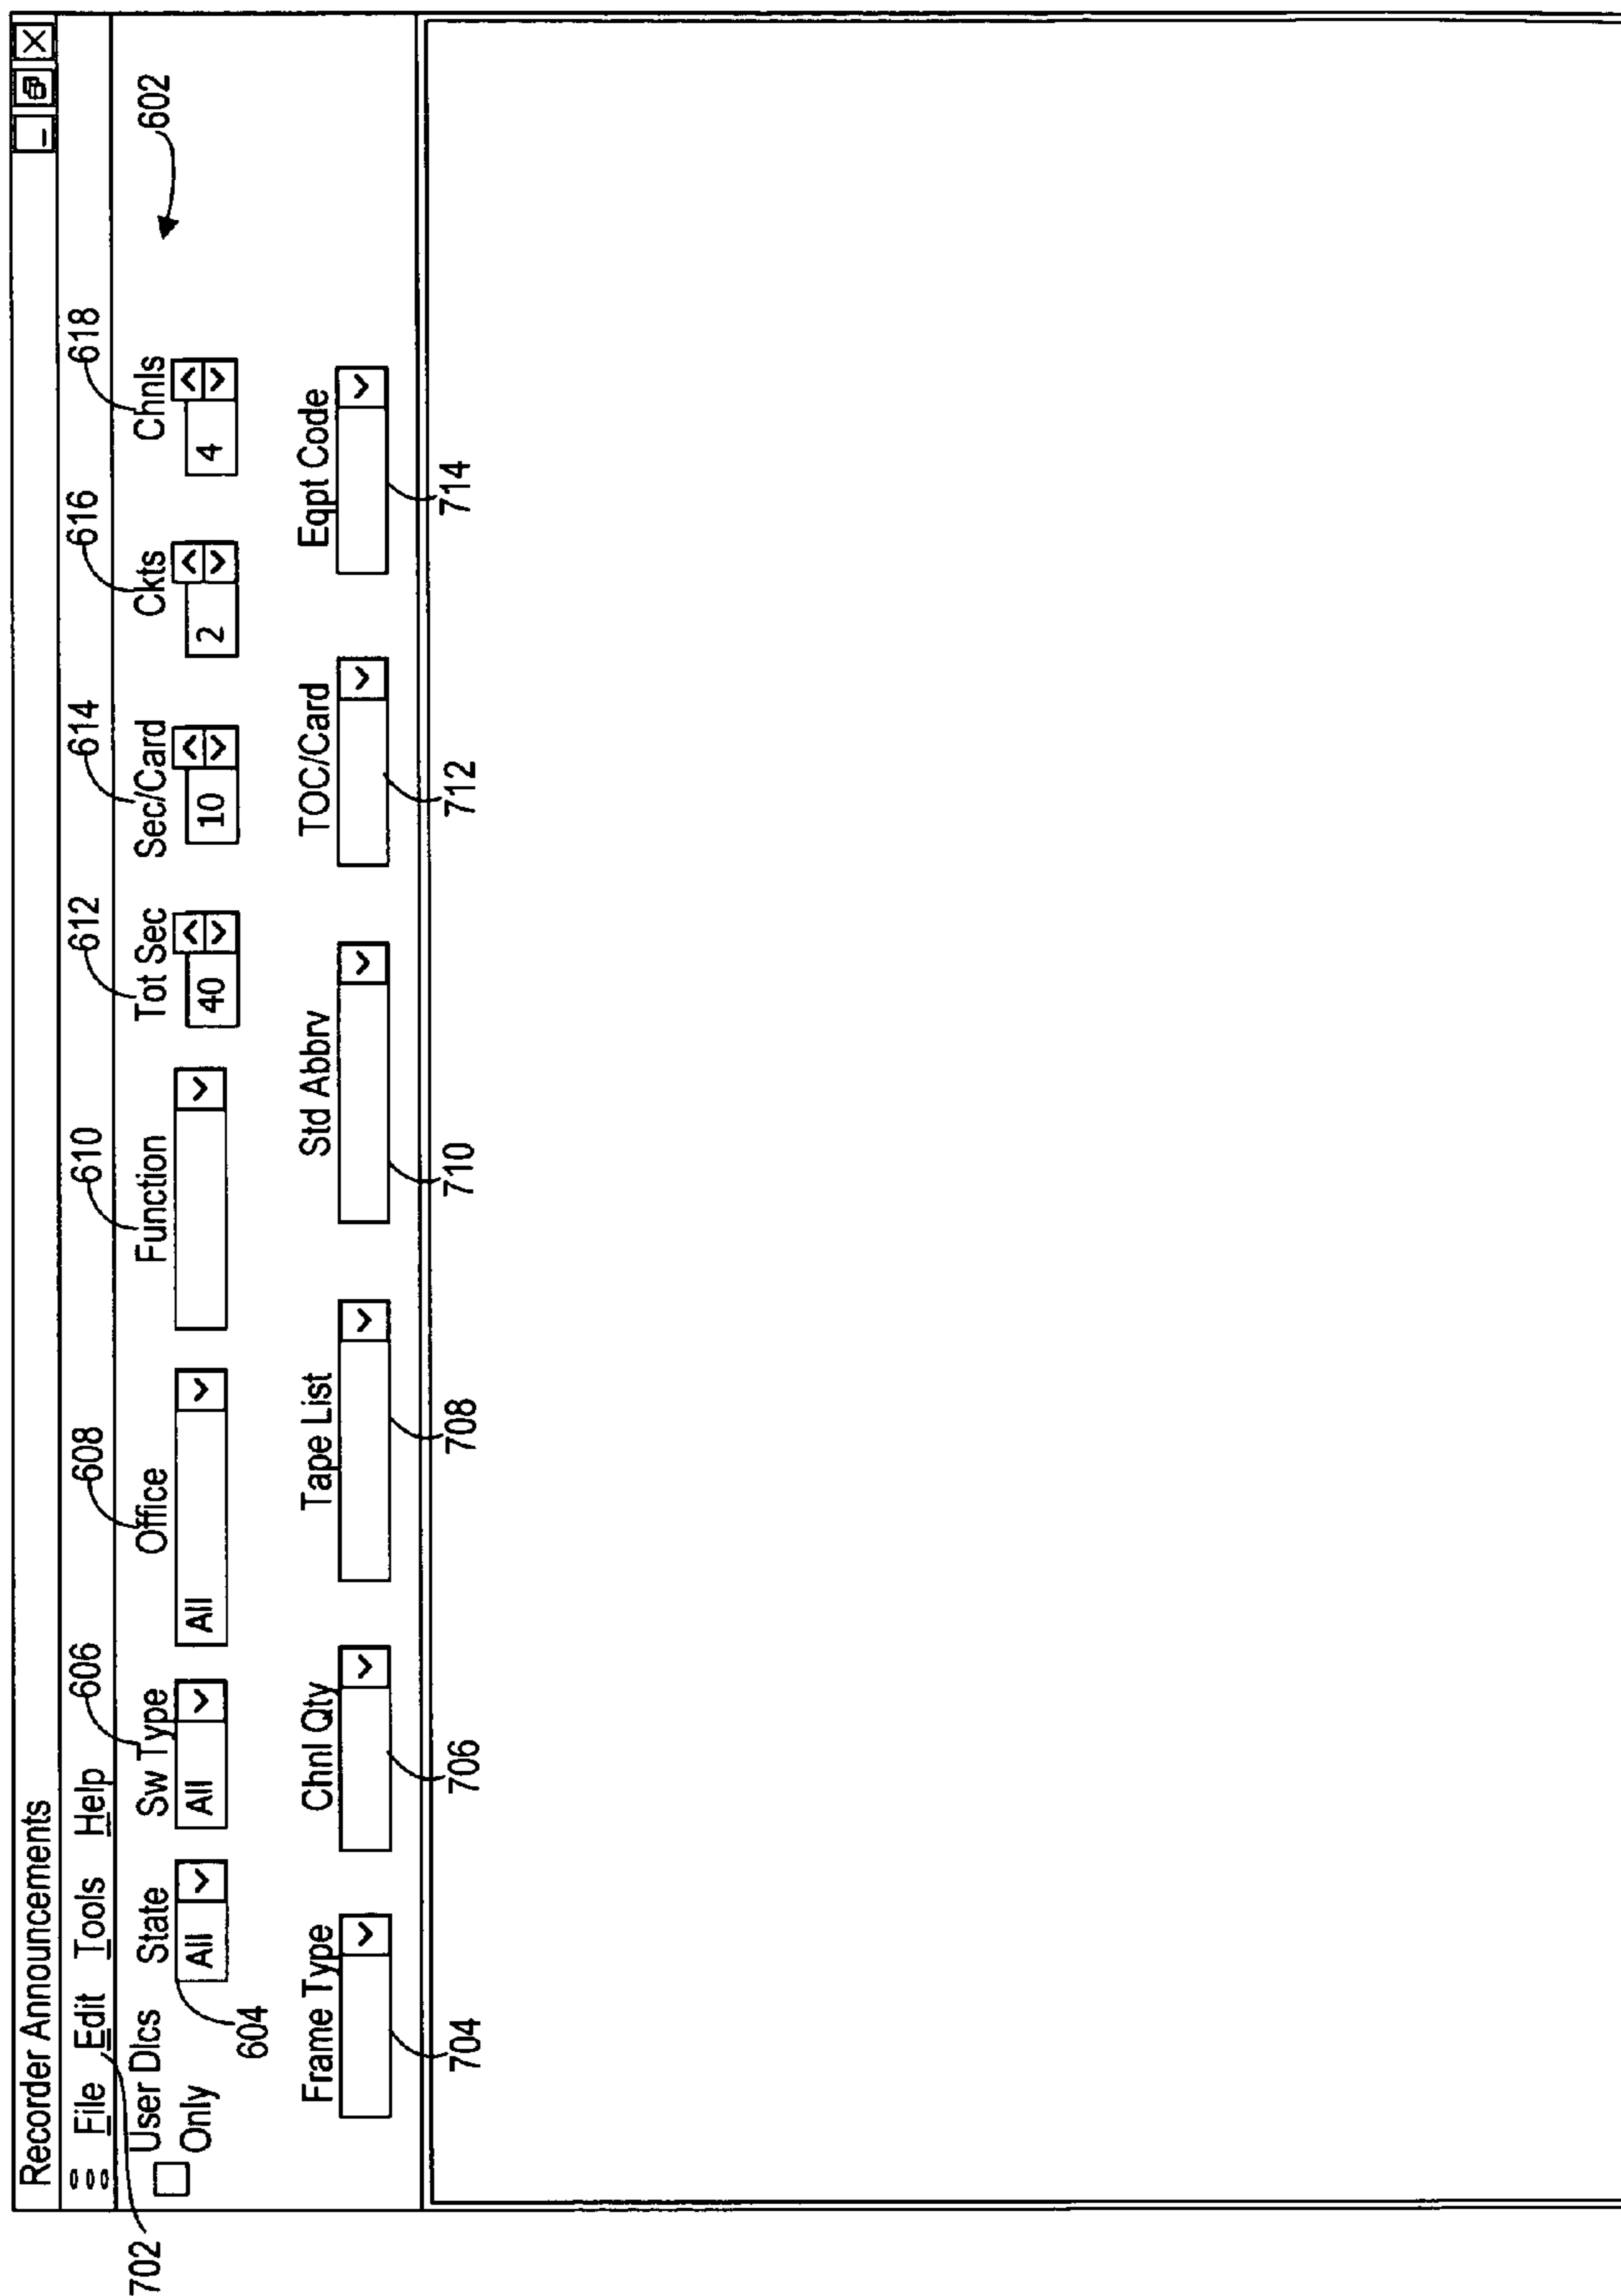 Recorder Announcements
File Edit Tools Help
702
606 608 610 612 614 616 618
User Dlcs Only
State Sw Type Office Function Tot Sec Sec/Card Ckts Chnls
602
All All All 40 10 2 4
604
Frame Type Chnl Qty Tape List Std Abbrv TOC/Card Eqpt Code
704 706 708 710 712 714